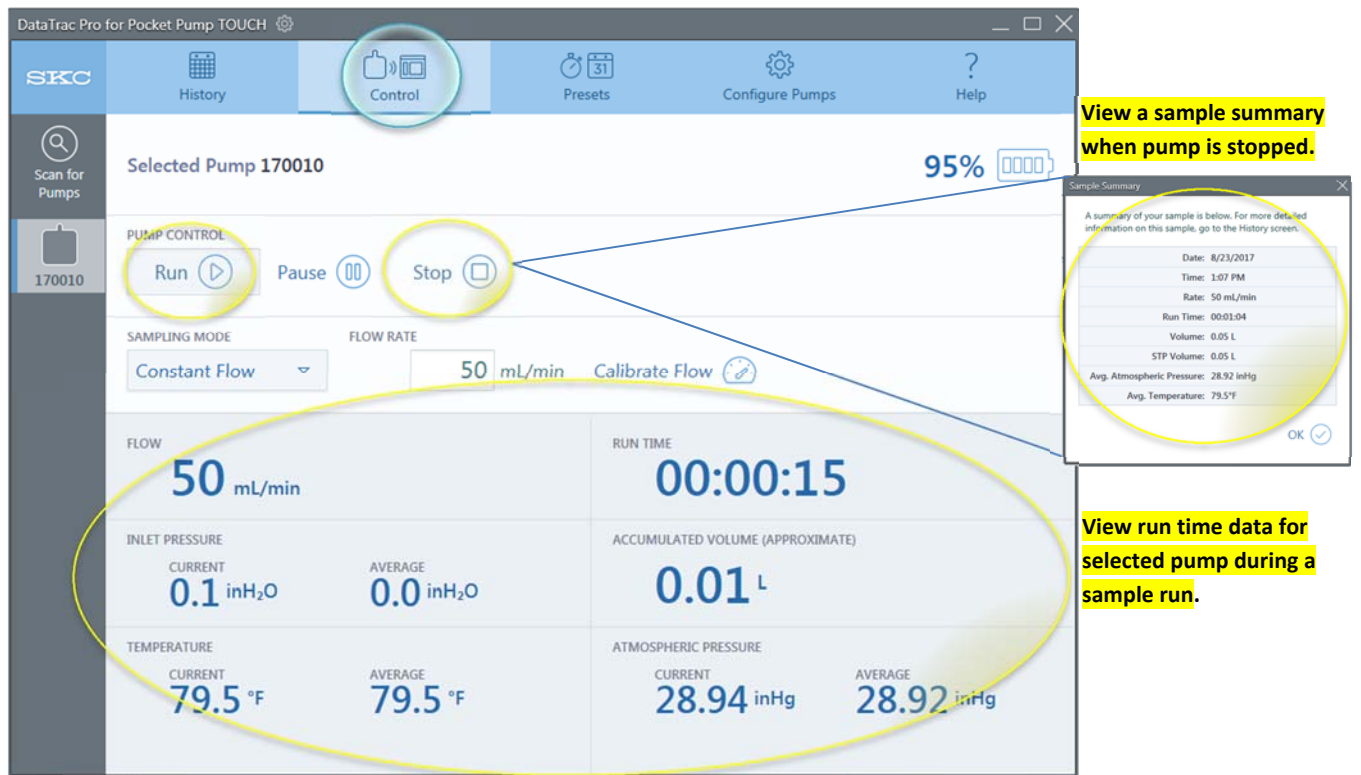 DataTrac Pro for Pocket Pump TOUCH
SKC
History
Control
31
Presets
Configure Pumps
?
Help
Scan for
Pumps
170010
Selected Pump 170010
95%
PUMP CONTROL
Run
Pause
Stop
SAMPLING MODE
FLOW RATE
Constant Flow
50 mL/min
Calibrate Flow
FLOW
50 mL/min
RUN TIME
00:00:15
INLET PRESSURE
CURRENT
0.1 inH₂O
AVERAGE
0.0 inH₂O
ACCUMULATED VOLUME (APPROXIMATE)
0.01 L
TEMPERATURE
CURRENT
79.5 °F
AVERAGE
79.5 °F
ATMOSPHERIC PRESSURE
CURRENT
28.94 inHg
AVERAGE
28.92 inHg
View a sample summary
when pump is stopped.
Sample Summary
A summary of your sample is below. For more detailed
information on this sample, go to the History screen.
Date: 8/23/2017
Time: 1:07 PM
Rate: 50 mL/min
Run Time: 00:01:04
Volume: 0.05 L
STP Volume: 0.05 L
Avg. Atmospheric Pressure: 28.92 inHg
Avg. Temperature: 79.5°F
OK
View run time data for
selected pump during a
sample run.